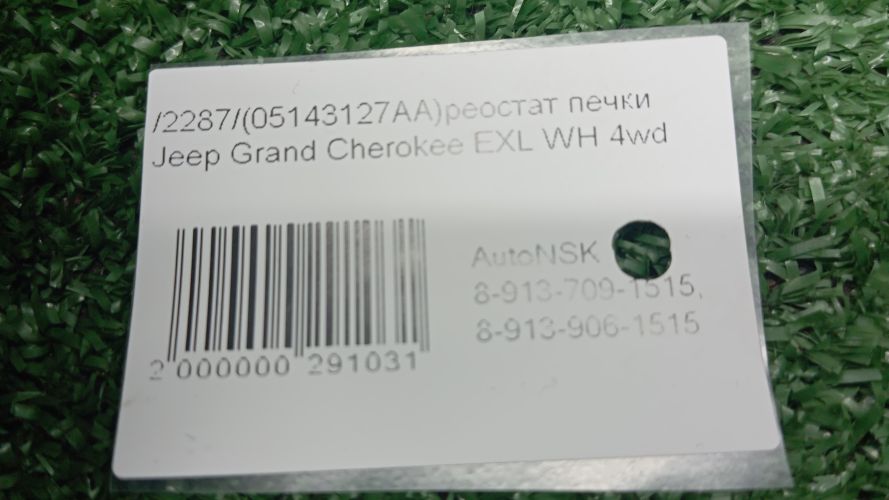 /2287/(05143127AA)реостат печки
Jeep Grand Cherokee EXL WH 4wd
AutoNSK
8-913-709-1515,
8-913-906-1515
2 000000 291031